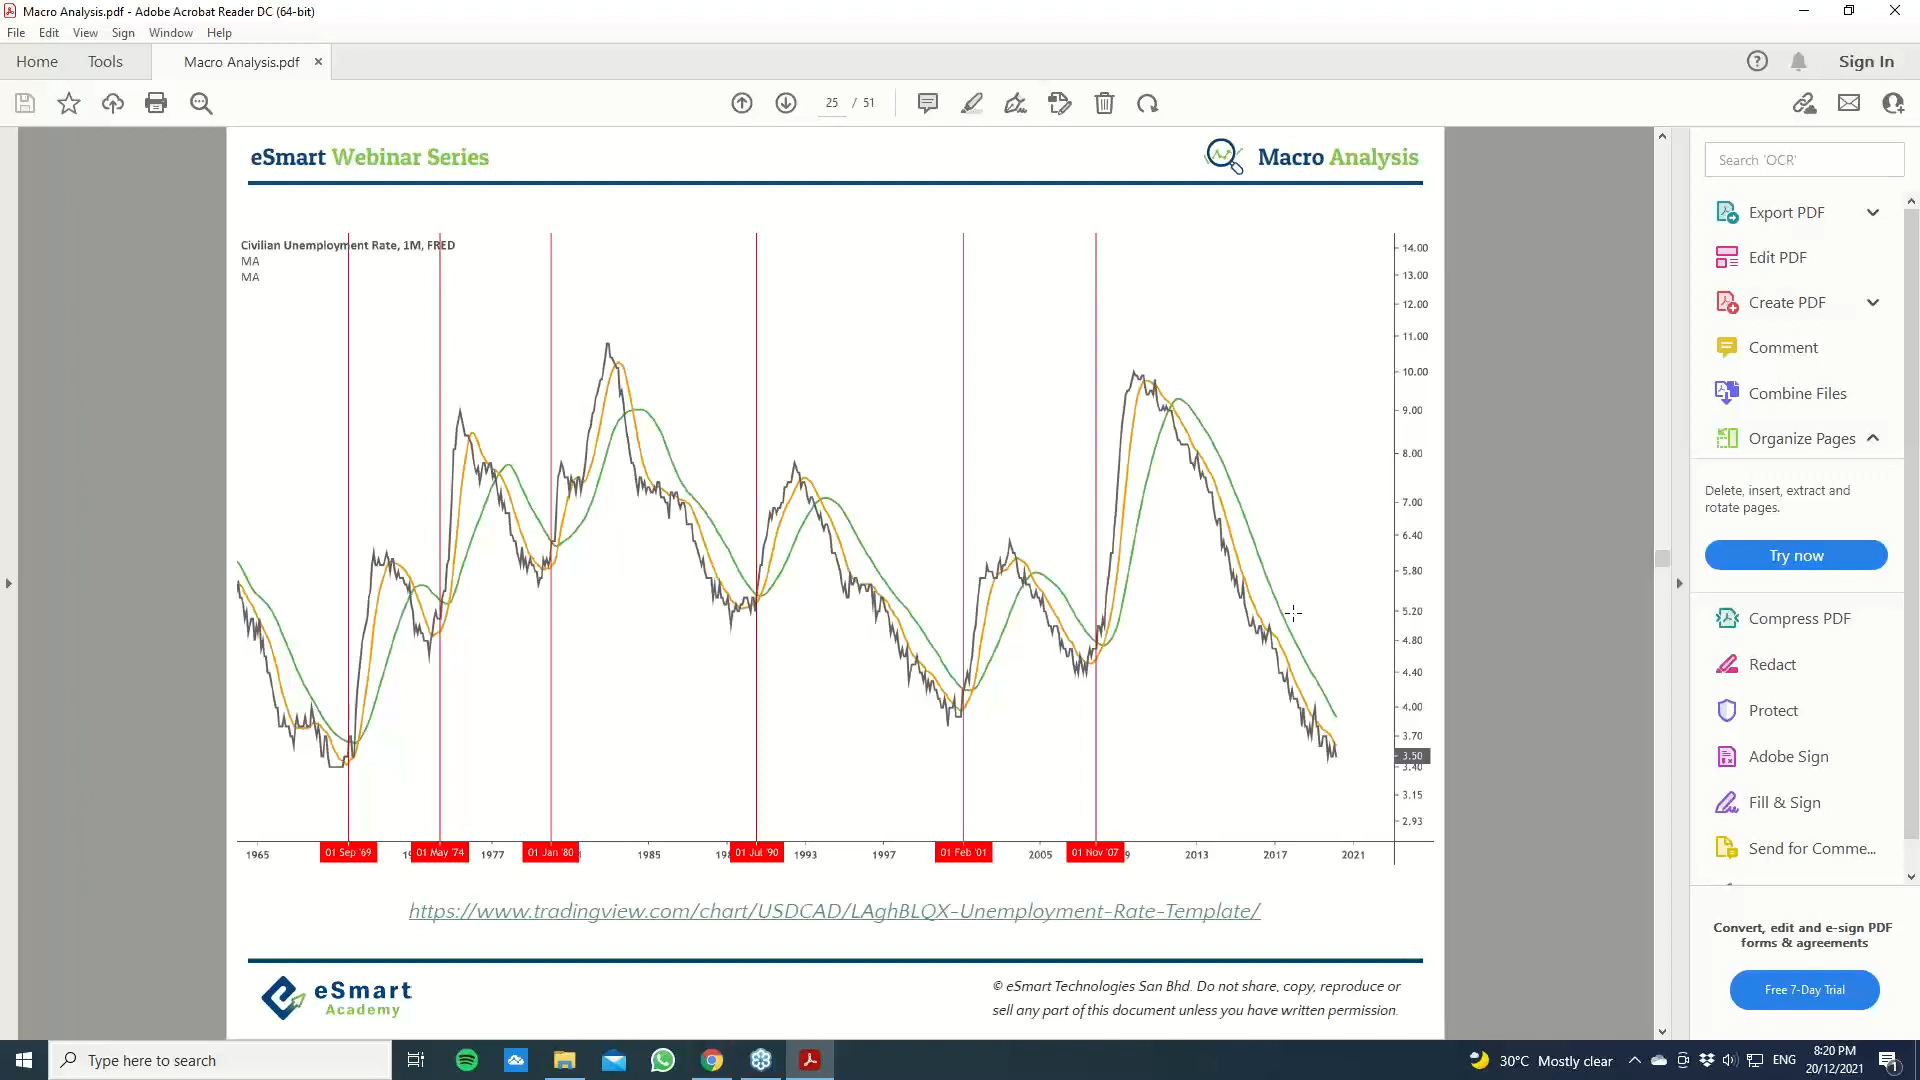 Macro Analysis.pdf - Adobe Acrobat Reader DC (64-bit)
File Edit View Sign Window Help
Home Tools Macro Analysis.pdf × Sign In
25 / 51
eSmart Webinar Series
Macro Analysis
Civilian Unemployment Rate, 1M, FRED
MA
MA
14.00
13.00
12.00
11.00
10.00
9.00
8.00
7.00
6.40
5.80
5.20
4.80
4.40
4.00
3.70
3.50
3.40
3.15
2.93
1965 01 Sep '69 01 May '74 1977 01 Jan '80 1985 01 Jul '90 1993 1997 01 Feb '01 2005 01 Nov '07 2013 2017 2021
https://www.tradingview.com/chart/USDCAD/LAghBLQX-Unemployment-Rate-Template/
eSmart
Academy
© eSmart Technologies San Bhd. Do not share, copy, reproduce or
sell any part of this document unless you have written permission.
Search 'OCR'
Export PDF
Edit PDF
Create PDF
Comment
Combine Files
Organize Pages
Delete, insert, extract and
rotate pages.
Try now
Compress PDF
Redact
Protect
Adobe Sign
Fill & Sign
Send for Comme...
Convert, edit and e-sign PDF
forms & agreements
Free 7-Day Trial
Type here to search
30°C Mostly clear
ENG
8:20 PM
20/12/2021
1